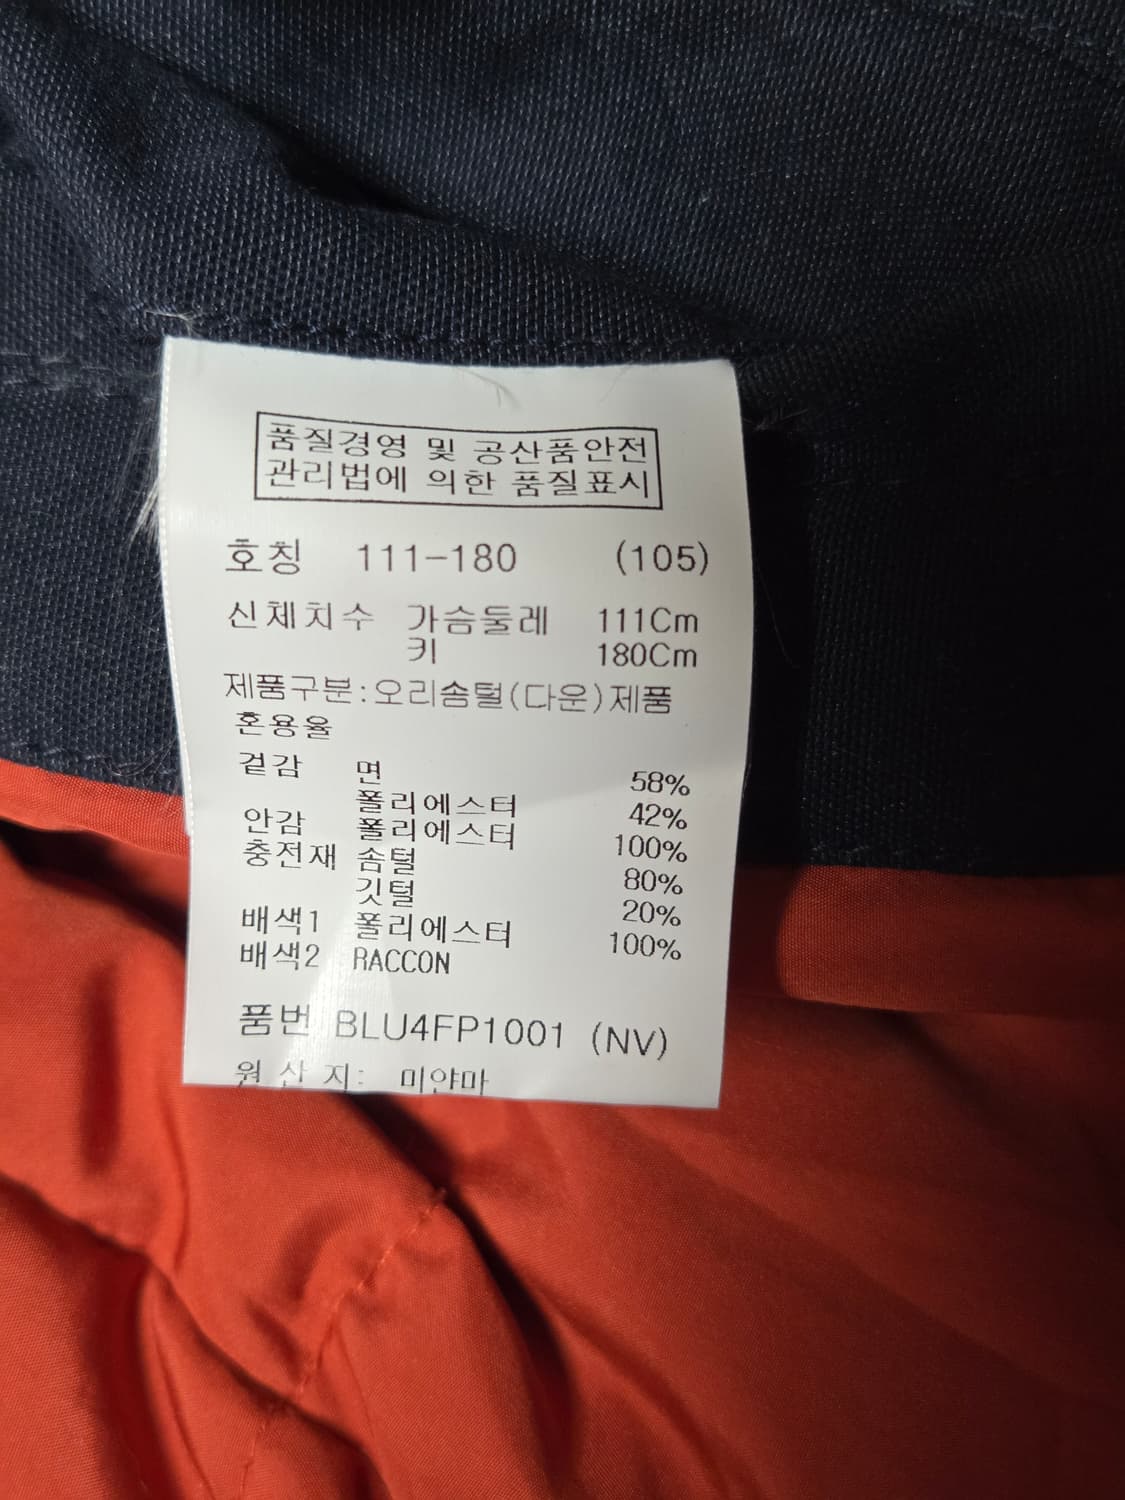 품질경영 및 공산품안전
관리법에 의한 품질표시
호칭 111-180 (105)
신체치수 가슴둘레 111Cm
키 180Cm
제품구분:오리솜털(다운)제품
혼용율
겉감 면 58%
폴리에스터 42%
안감 폴리에스터 100%
충전재 솜털 80%
깃털 20%
배색1 폴리에스터 100%
배색2 RACCON
품번 BLU4FP1001 (NV)
원 산 지: 미얀마